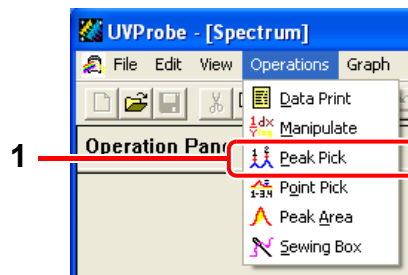 UVProbe - [Spectrum]
File Edit View Operations Graph
Data Print
Manipulate
Operation Pan
1
Peak Pick
Point Pick
Peak Area
Sewing Box